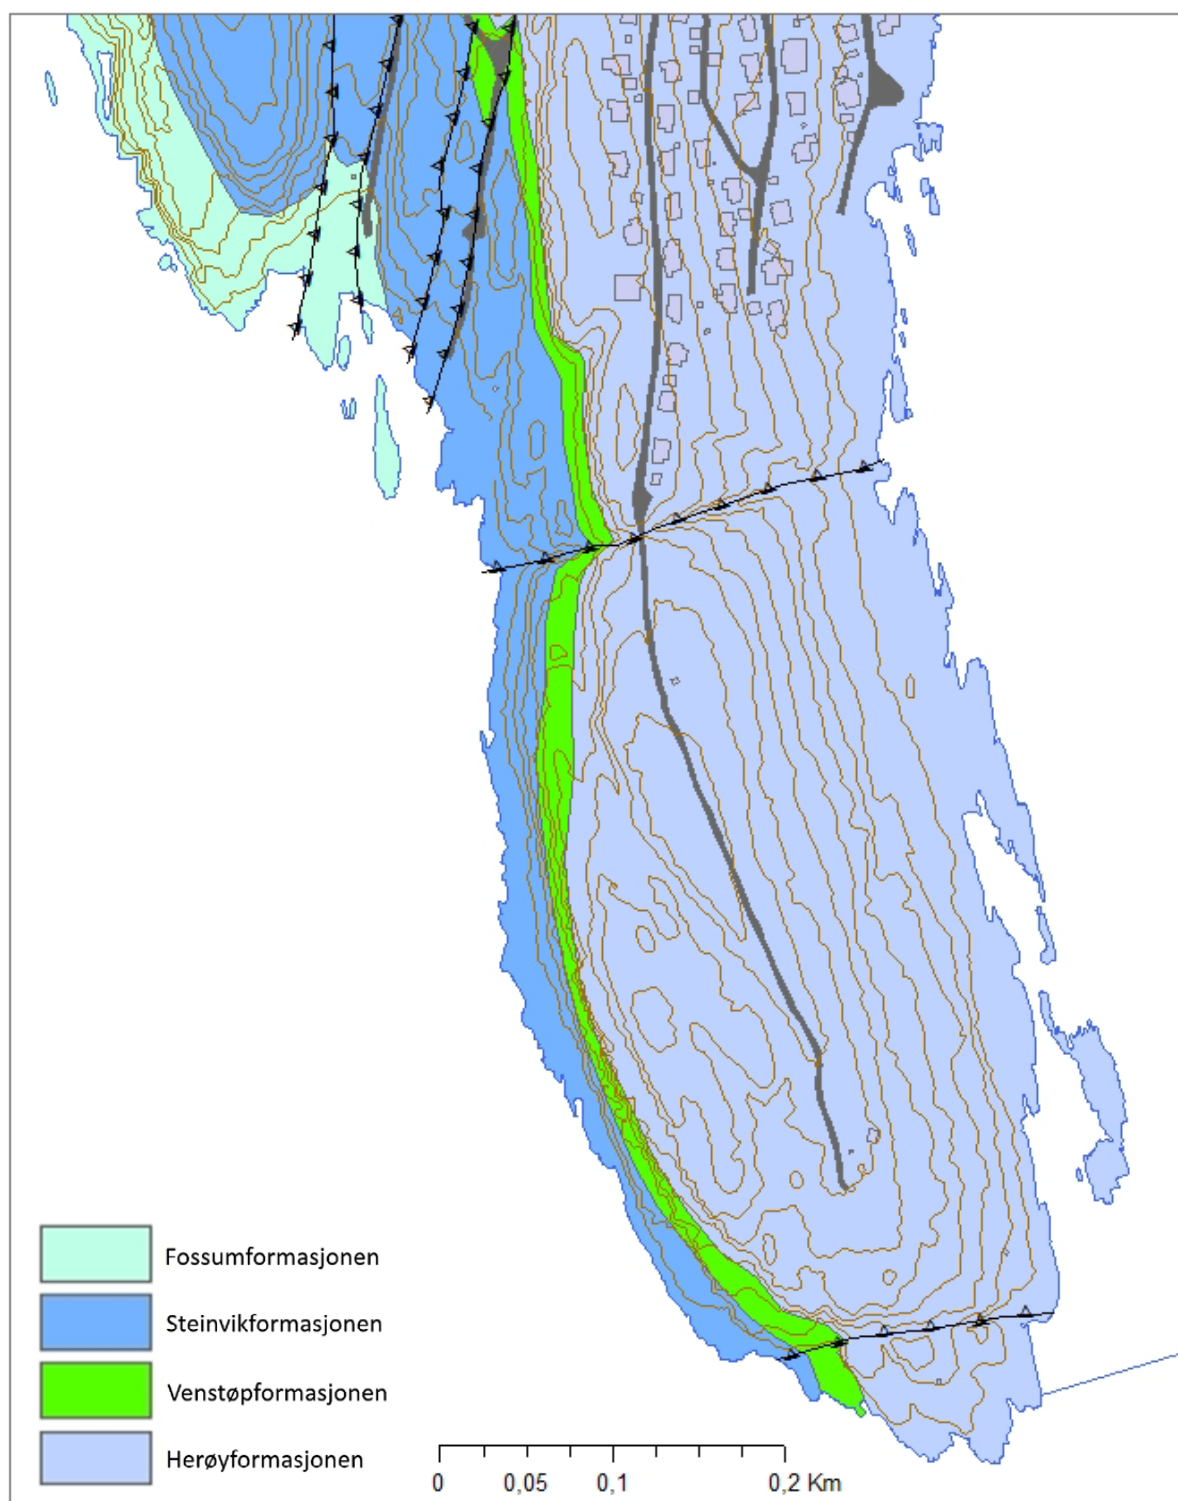 Fossumformasjonen
Steinvikformasjonen
Venstøpformasjonen
Herøyformasjonen
0 0,05 0,1 0,2 Km